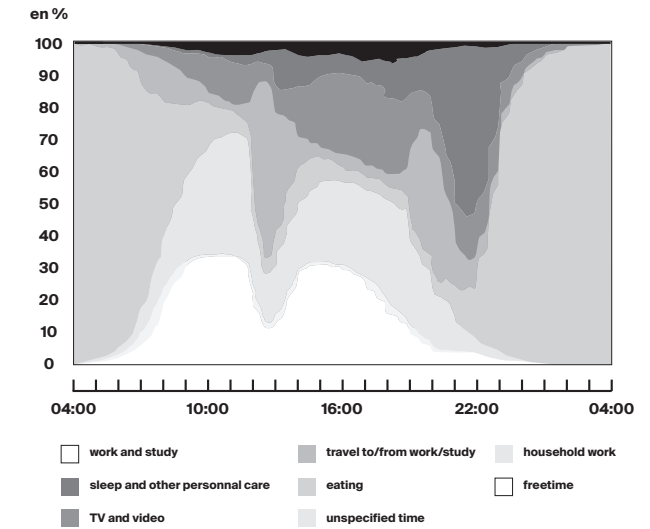 en %
100
90
80
70
60
50
40
30
20
10
0
04:00 10:00 16:00 22:00 04:00
work and study travel to/from work/study household work
sleep and other personnal care eating freetime
TV and video unspecified time